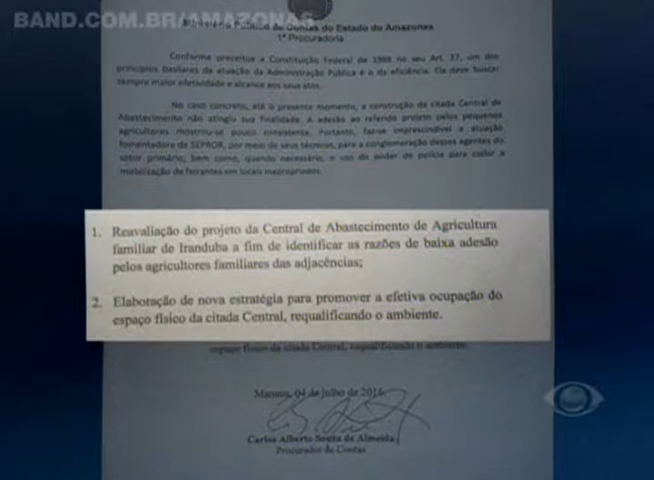 BAND.COM.BR/AMAZONAS
Ministério Público de Contas do Estado do Amazonas
1ª Procuradoria
Conforme preceitua a Constituição Federal de 1988 no seu Art. 37, um dos
princípios basilares da atuação da Administração Pública é o da eficiência. Ela deve buscar
sempre maior efetividade e alcance aos seus atos.
No caso concreto, até o presente momento, a construção da citada Central de
Abastecimento não atingiu sua finalidade. A adesão ao referido projeto pelos pequenos
agricultores mostrou-se pouco consistente. Portanto, faz-se imprescindível a atuação
fomentadora da SEPROR, por meio de seus técnicos, para a conglomeração desses agentes do
setor primário, bem como, quando necessário, o uso do poder de polícia para coibir a
mobilização de feirantes em locais inapropriados.
1. Reavaliação do projeto da Central de Abastecimento de Agricultura
familiar de Iranduba a fim de identificar as razões de baixa adesão
pelos agricultores familiares das adjacências;
2. Elaboração de nova estratégia para promover a efetiva ocupação do
espaço físico da citada Central, requalificando o ambiente.
espaço físico da citada Central, requalificando o ambiente.
Manaus, 04 de julho de
Carlos Alberto Souza de Almeida
Procurador de Contas